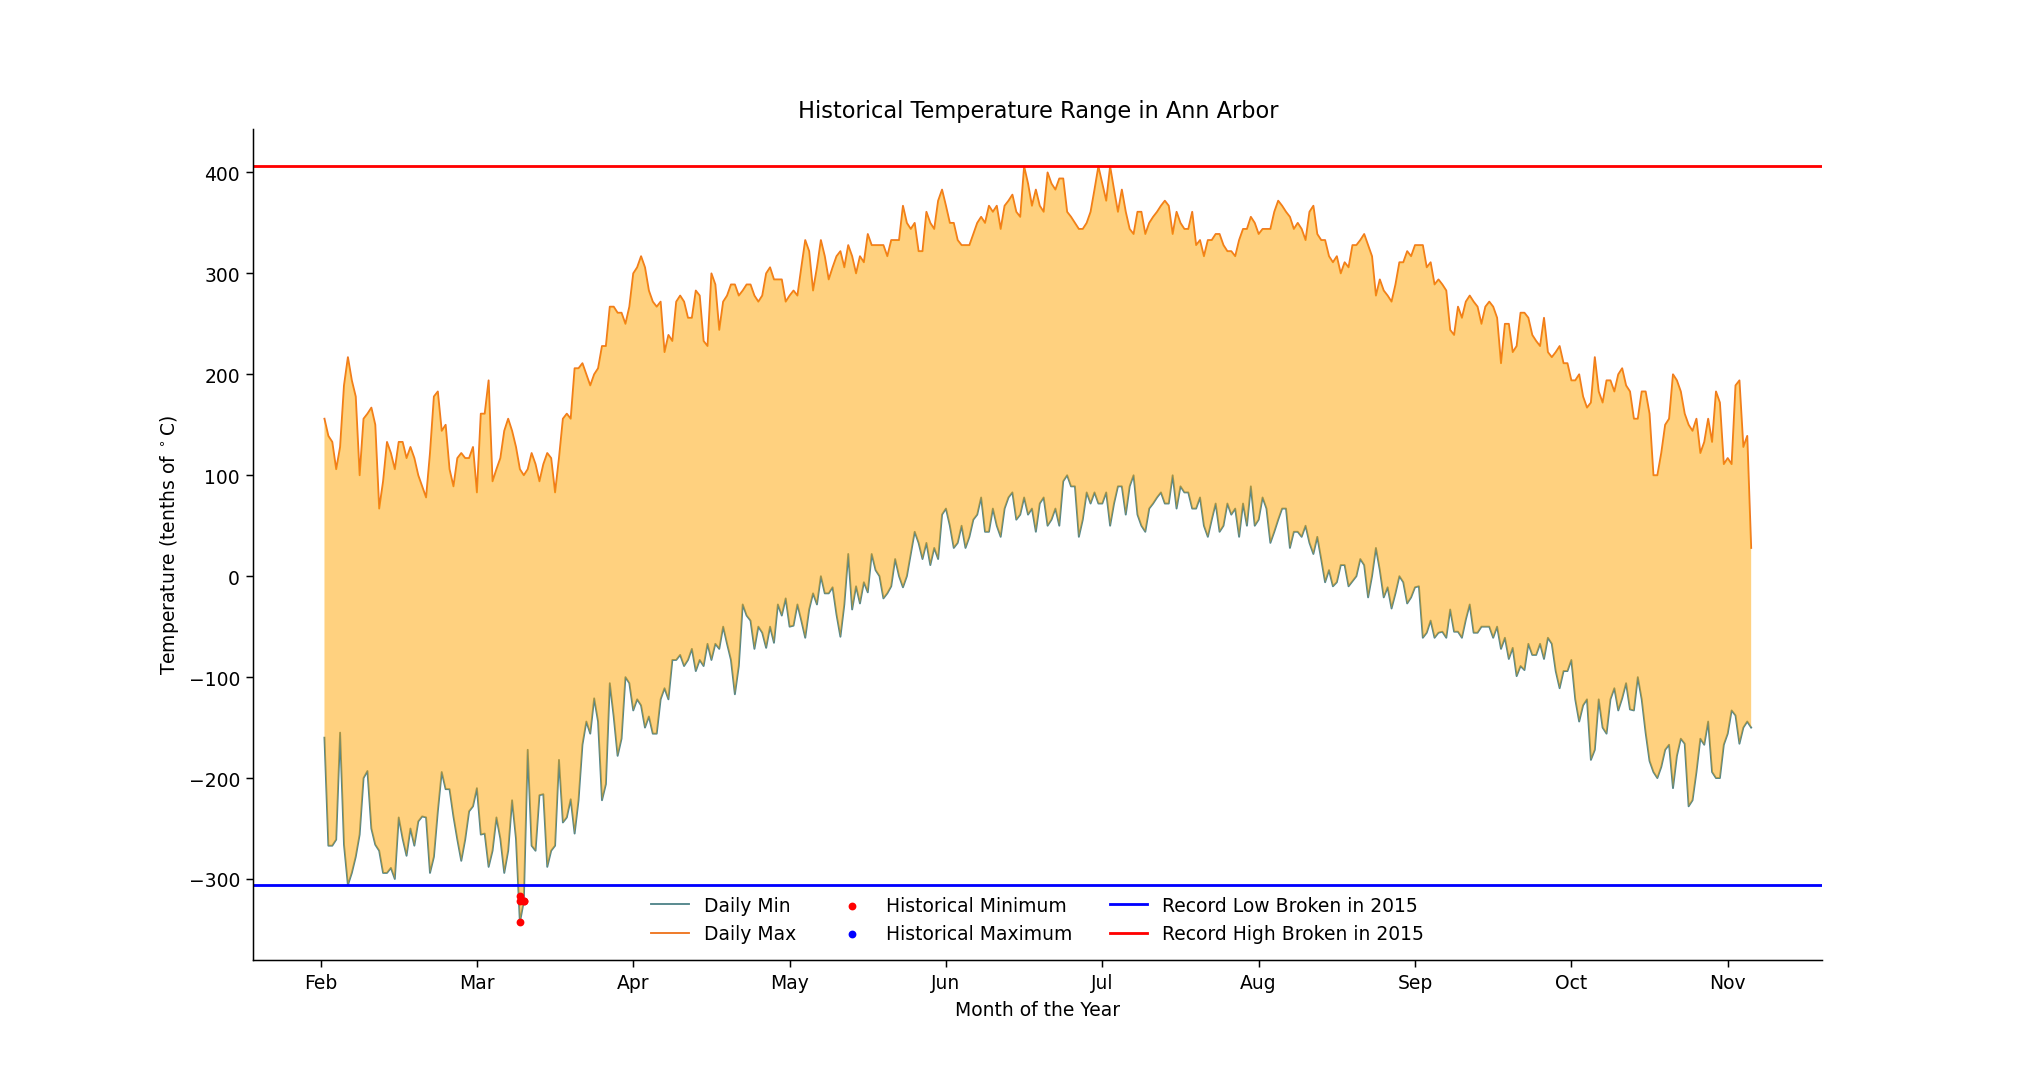 Historical Temperature Range in Ann Arbor
400
300
200
100
0
−100
−200
−300
Temperature (tenths of °C)
Daily Min
Daily Max
Historical Minimum
Historical Maximum
Record Low Broken in 2015
Record High Broken in 2015
Feb Mar Apr May Jun Jul Aug Sep Oct Nov
Month of the Year